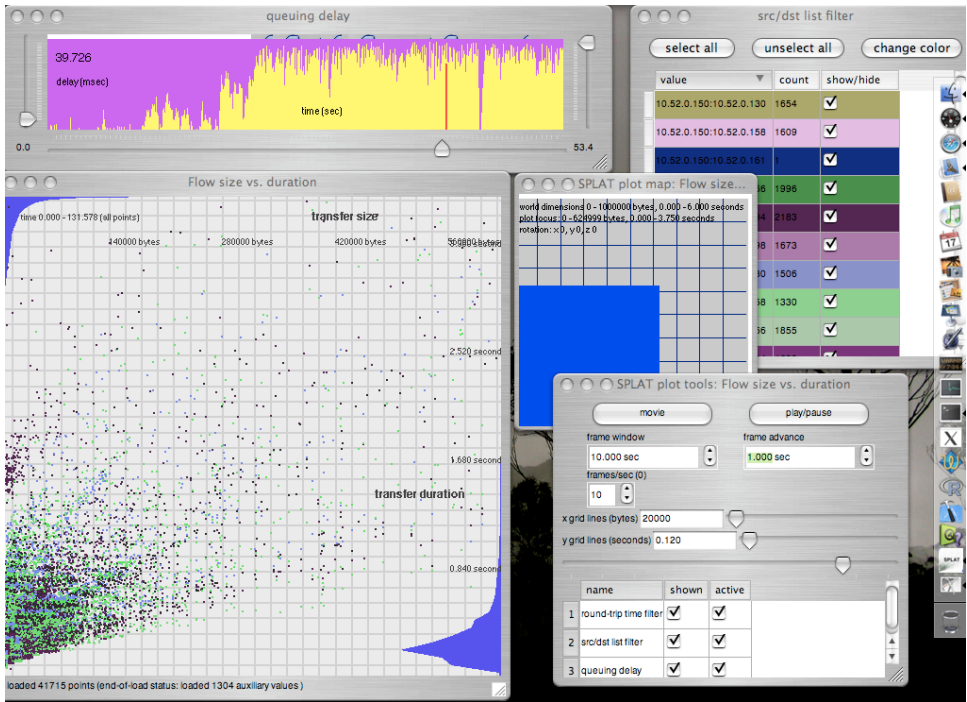 queuing delay
39.726
delay(msec)
time (sec)
0.0
53.4
src/dst list filter
select all
unselect all
change color
value count show/hide
10.52.0.150:10.52.0.130 1654
10.52.0.150:10.52.0.158 1609
10.52.0.150:10.52.0.151 1
1996
2183
1673
1506
1330
1855
Flow size vs. duration
time 0.000 - 131.578 (all points)
transfer size
280000 bytes
420000 bytes
2.520 second
1.680 second
transfer duration
0.840 second
loaded 41715 points (end-of-load status: loaded 1304 auxiliary values )
SPLAT plot map: Flow size...
world dimensions 0 - 1000000 bytes, 0.000 - 6.000 seconds
plot focus: 0 - 624999 bytes, 0.000 - 3.750 seconds
rotation: x 0, y 0, z 0
SPLAT plot tools: Flow size vs. duration
movie
play/pause
frame window
frame advance
10.000 sec
1.000 sec
frames/sec (0)
10
x grid lines (bytes) 20000
y grid lines (seconds) 0.120
name shown active
1 round-trip time filter
2 src/dst list filter
3 queuing delay
17
X
R
SPLAT